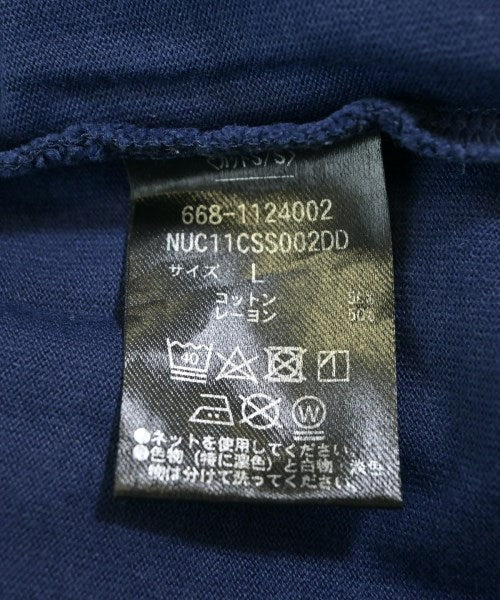 668-1124002
NUC11CSS002DD
サイズ L
コットン
レーヨン 50%
40
W
●ネットを使用してください。
●色物（特に濃色）と白物・淡色
物は分けて洗ってください。